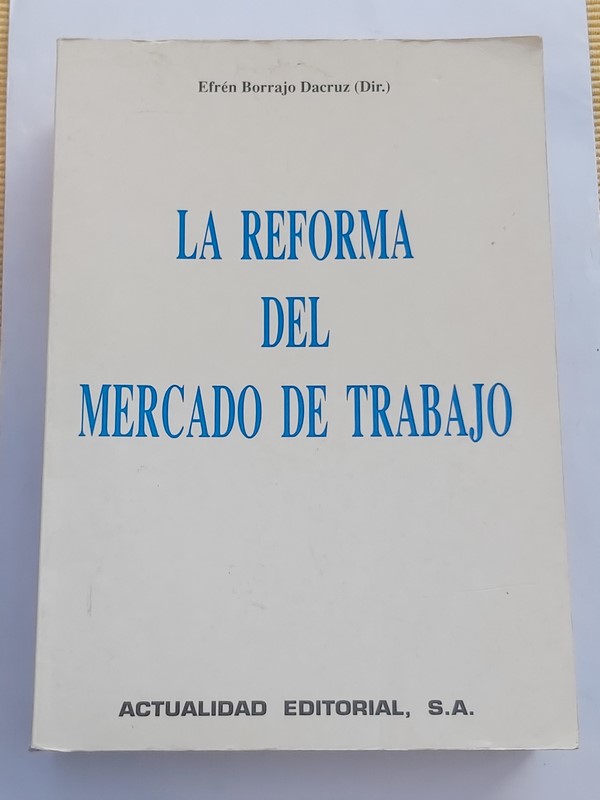 Efrén Borrajo Dacruz (Dir.)
LA REFORMA
DEL
MERCADO DE TRABAJO
ACTUALIDAD EDITORIAL, S.A.